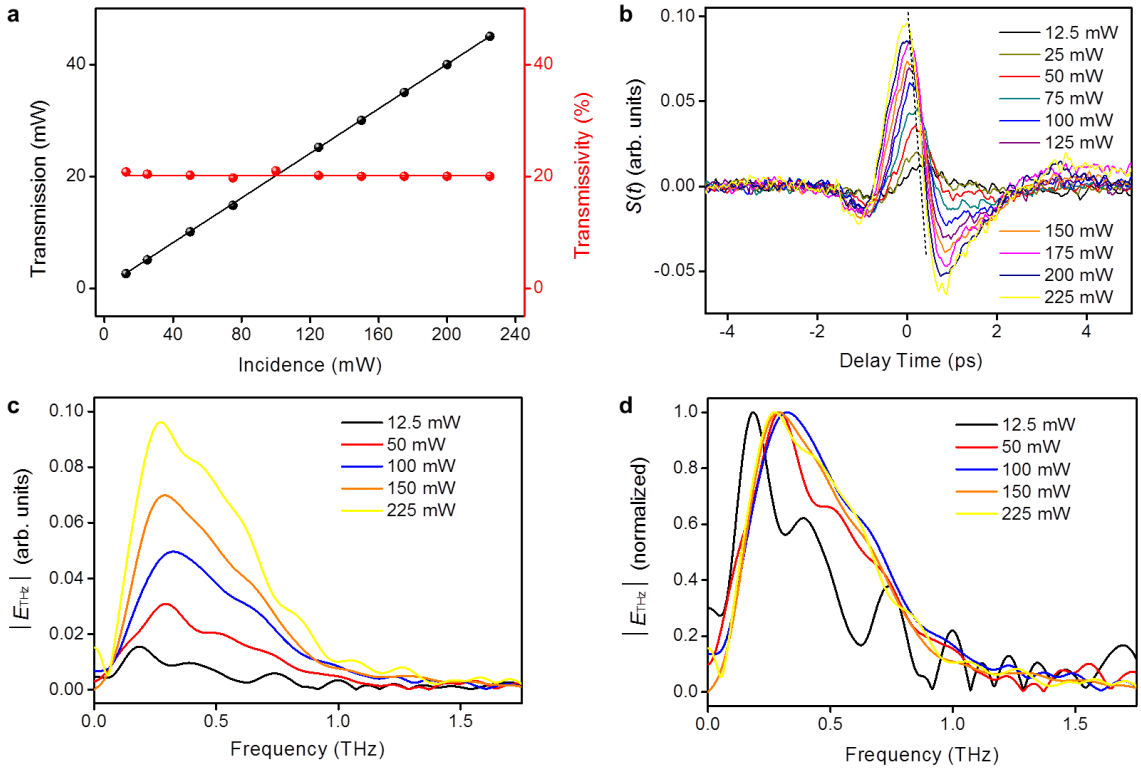 a
Transmission (mW)
40
20
0
0 40 80 120 160 200 240
Incidence (mW)
40
20
0
Transmissivity (%)
b
S(t) (arb. units)
0.10
0.05
0.00
-0.05
-4 -2 0 2 4
Delay Time (ps)
12.5 mW
25 mW
50 mW
75 mW
100 mW
125 mW
150 mW
175 mW
200 mW
225 mW
c
|ETHz| (arb. units)
0.10
0.08
0.06
0.04
0.02
0.00
0.0 0.5 1.0 1.5
Frequency (THz)
12.5 mW
50 mW
100 mW
150 mW
225 mW
d
|ETHz| (normalized)
1.0
0.8
0.6
0.4
0.2
0.0
0.0 0.5 1.0 1.5
Frequency (THz)
12.5 mW
50 mW
100 mW
150 mW
225 mW